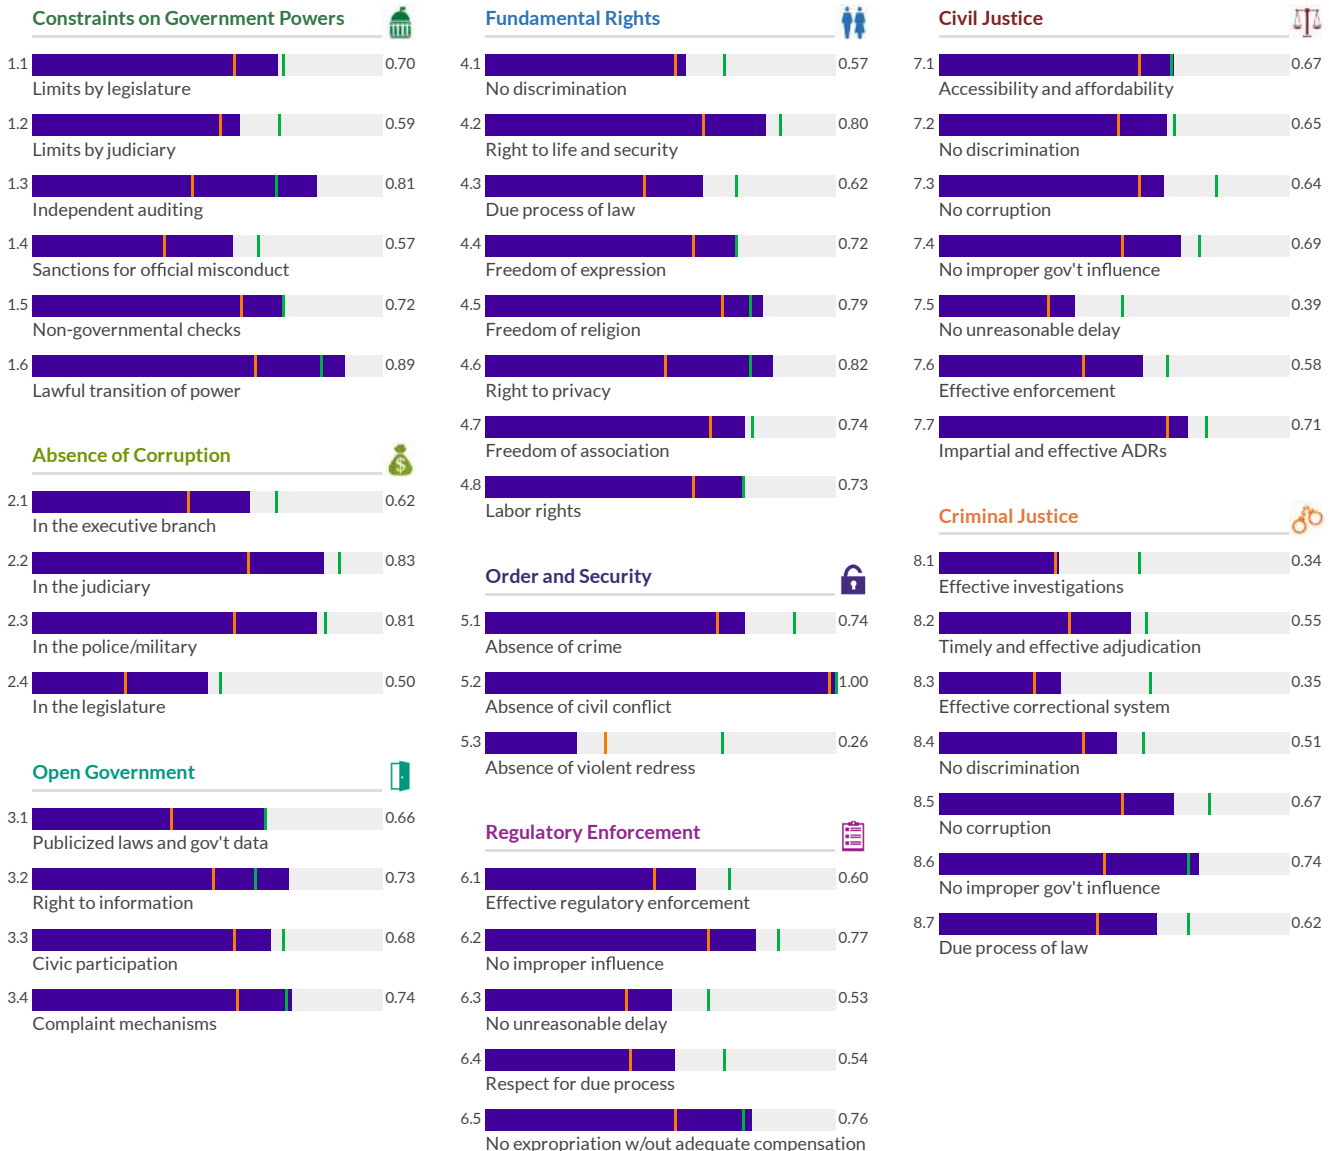 Constraints on Government Powers
1.1 0.70
Limits by legislature
1.2 0.59
Limits by judiciary
1.3 0.81
Independent auditing
1.4 0.57
Sanctions for official misconduct
1.5 0.72
Non-governmental checks
1.6 0.89
Lawful transition of power
Absence of Corruption
$
2.1 0.62
In the executive branch
2.2 0.83
In the judiciary
2.3 0.81
In the police/military
2.4 0.50
In the legislature
Open Government
3.1 0.66
Publicized laws and gov't data
3.2 0.73
Right to information
3.3 0.68
Civic participation
3.4 0.74
Complaint mechanisms
Fundamental Rights
4.1 0.57
No discrimination
4.2 0.80
Right to life and security
4.3 0.62
Due process of law
4.4 0.72
Freedom of expression
4.5 0.79
Freedom of religion
4.6 0.82
Right to privacy
4.7 0.74
Freedom of association
4.8 0.73
Labor rights
Order and Security
5.1 0.74
Absence of crime
5.2 1.00
Absence of civil conflict
5.3 0.26
Absence of violent redress
Regulatory Enforcement
6.1 0.60
Effective regulatory enforcement
6.2 0.77
No improper influence
6.3 0.53
No unreasonable delay
6.4 0.54
Respect for due process
6.5 0.76
No expropriation w/out adequate compensation
Civil Justice
7.1 0.67
Accessibility and affordability
7.2 0.65
No discrimination
7.3 0.64
No corruption
7.4 0.69
No improper gov't influence
7.5 0.39
No unreasonable delay
7.6 0.58
Effective enforcement
7.7 0.71
Impartial and effective ADRs
Criminal Justice
8.1 0.34
Effective investigations
8.2 0.55
Timely and effective adjudication
8.3 0.35
Effective correctional system
8.4 0.51
No discrimination
8.5 0.67
No corruption
8.6 0.74
No improper gov't influence
8.7 0.62
Due process of law